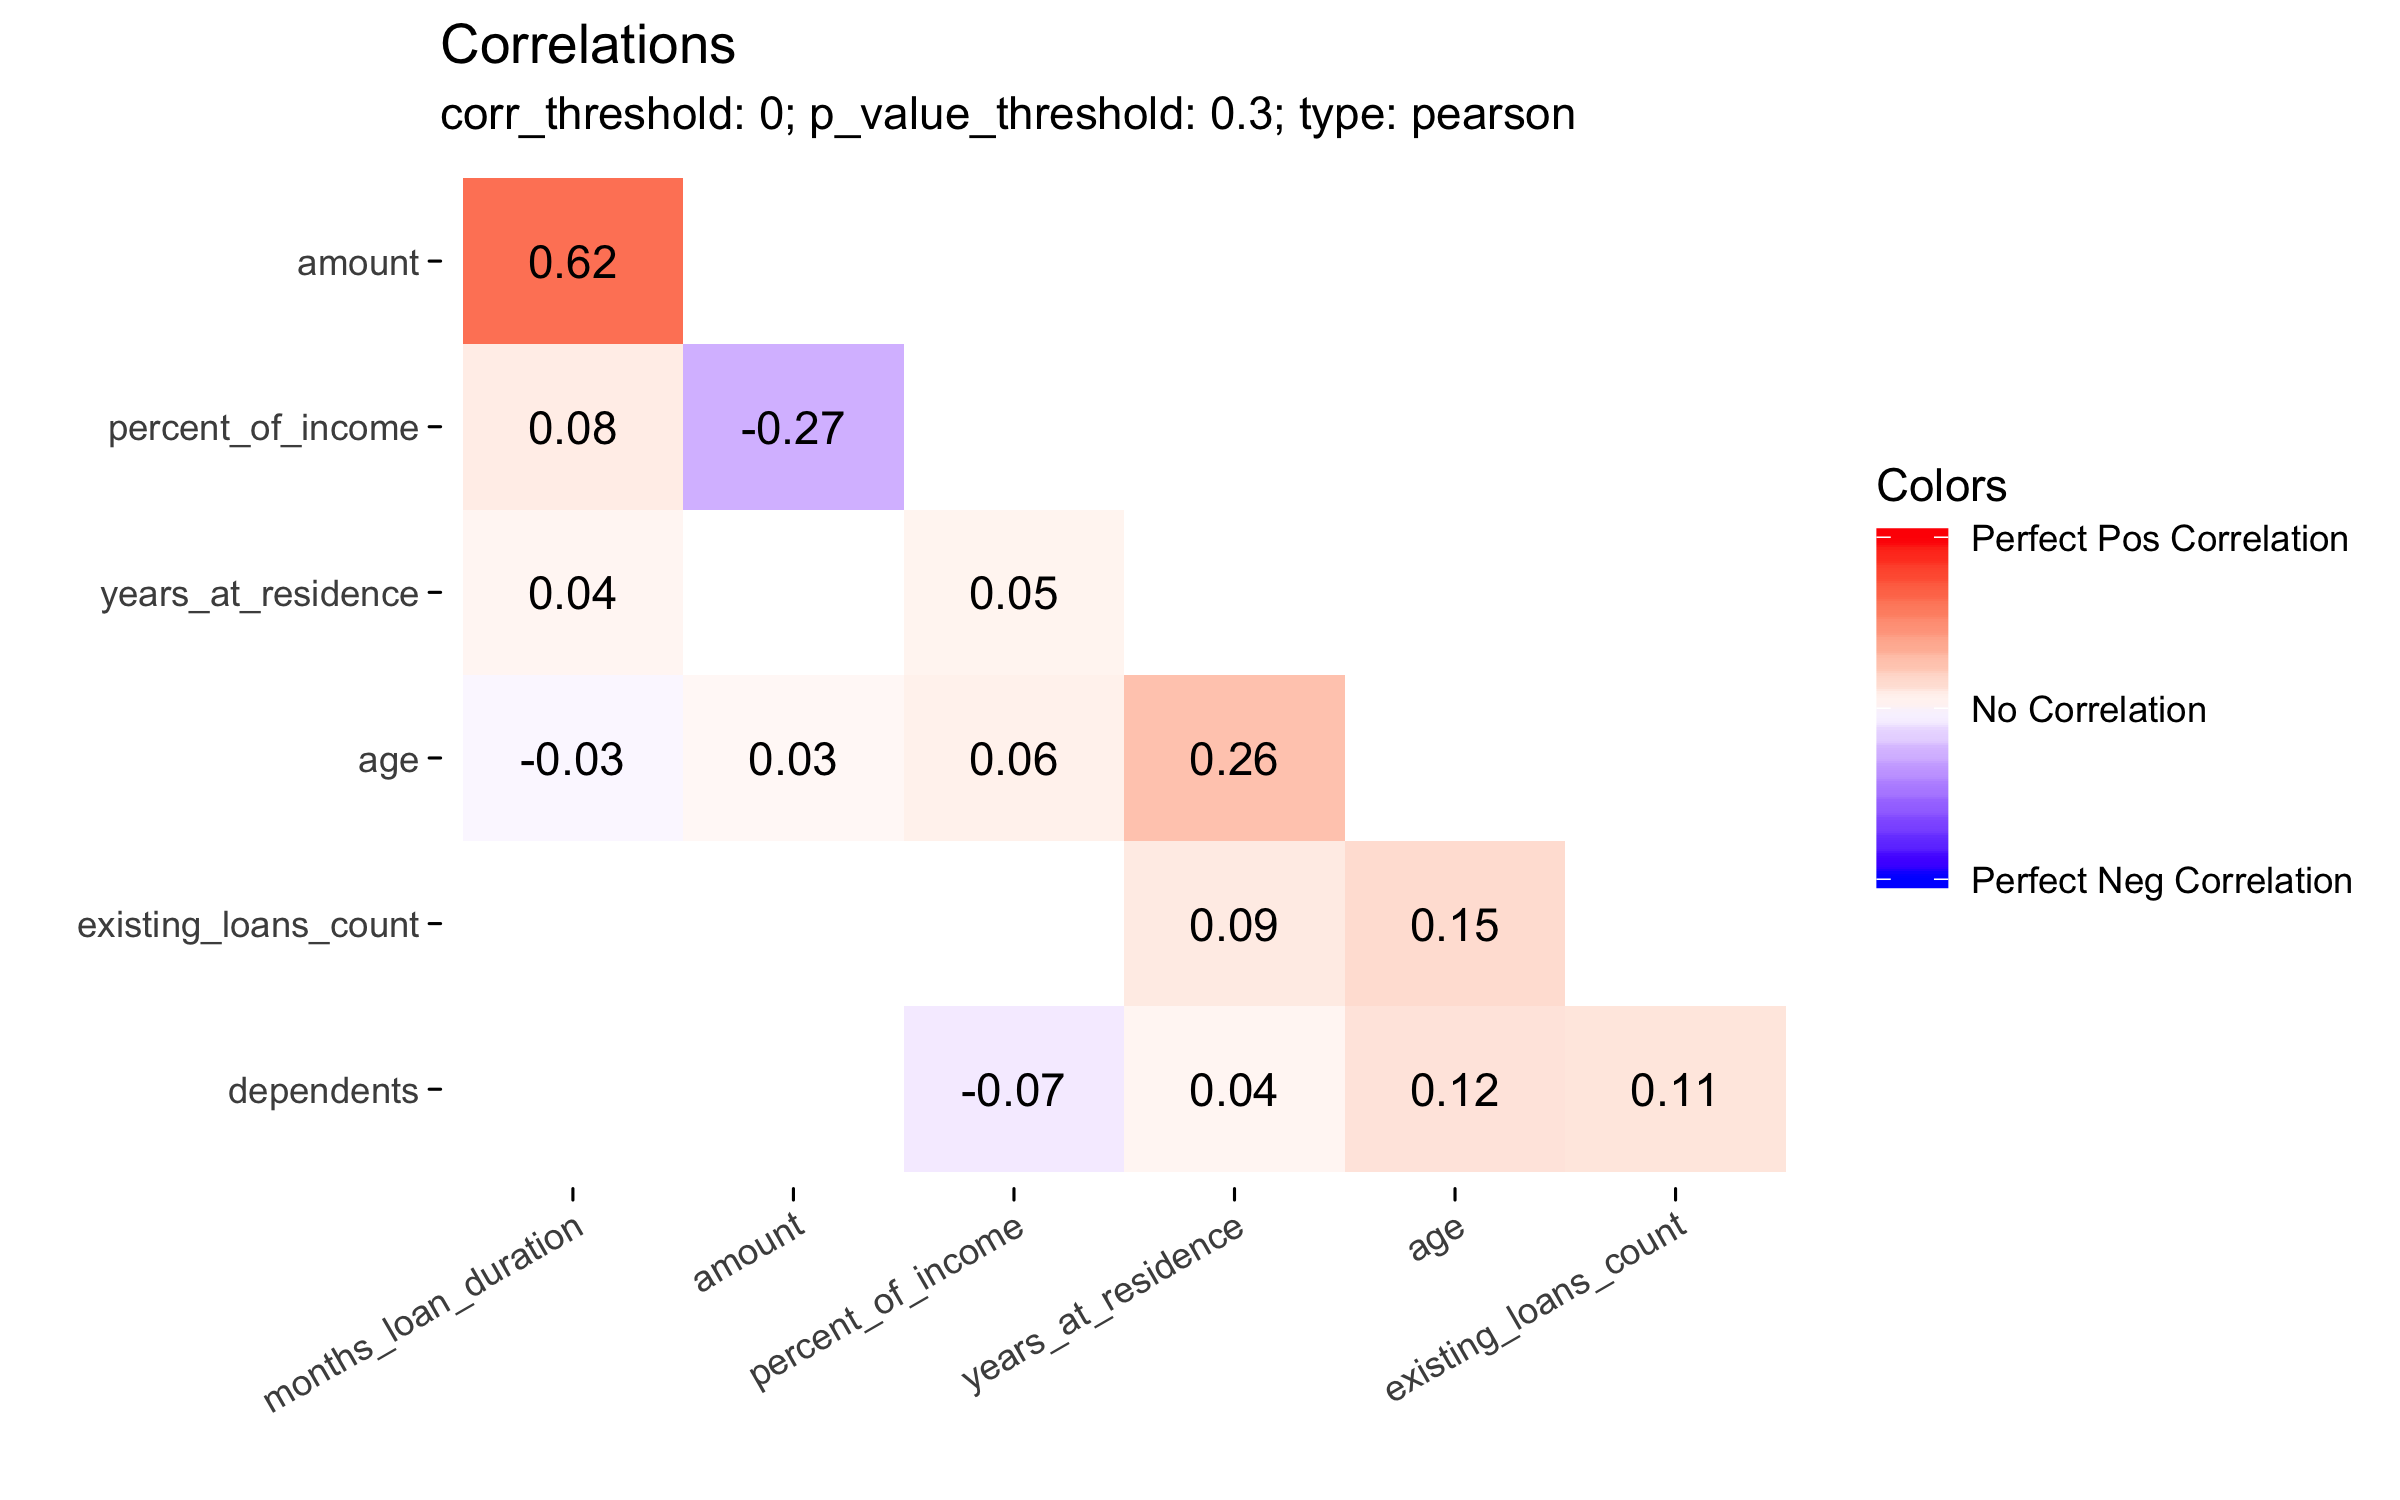 Correlations
corr_threshold: 0; p_value_threshold: 0.3; type: pearson
amount
0.62
percent_of_income
0.08 -0.27
years_at_residence
0.04 0.05
age
-0.03 0.03 0.06 0.26
existing_loans_count
0.09 0.15
dependents
-0.07 0.04 0.12 0.11
months_loan_duration
amount
percent_of_income
years_at_residence
age
existing_loans_count
Colors
Perfect Pos Correlation
No Correlation
Perfect Neg Correlation